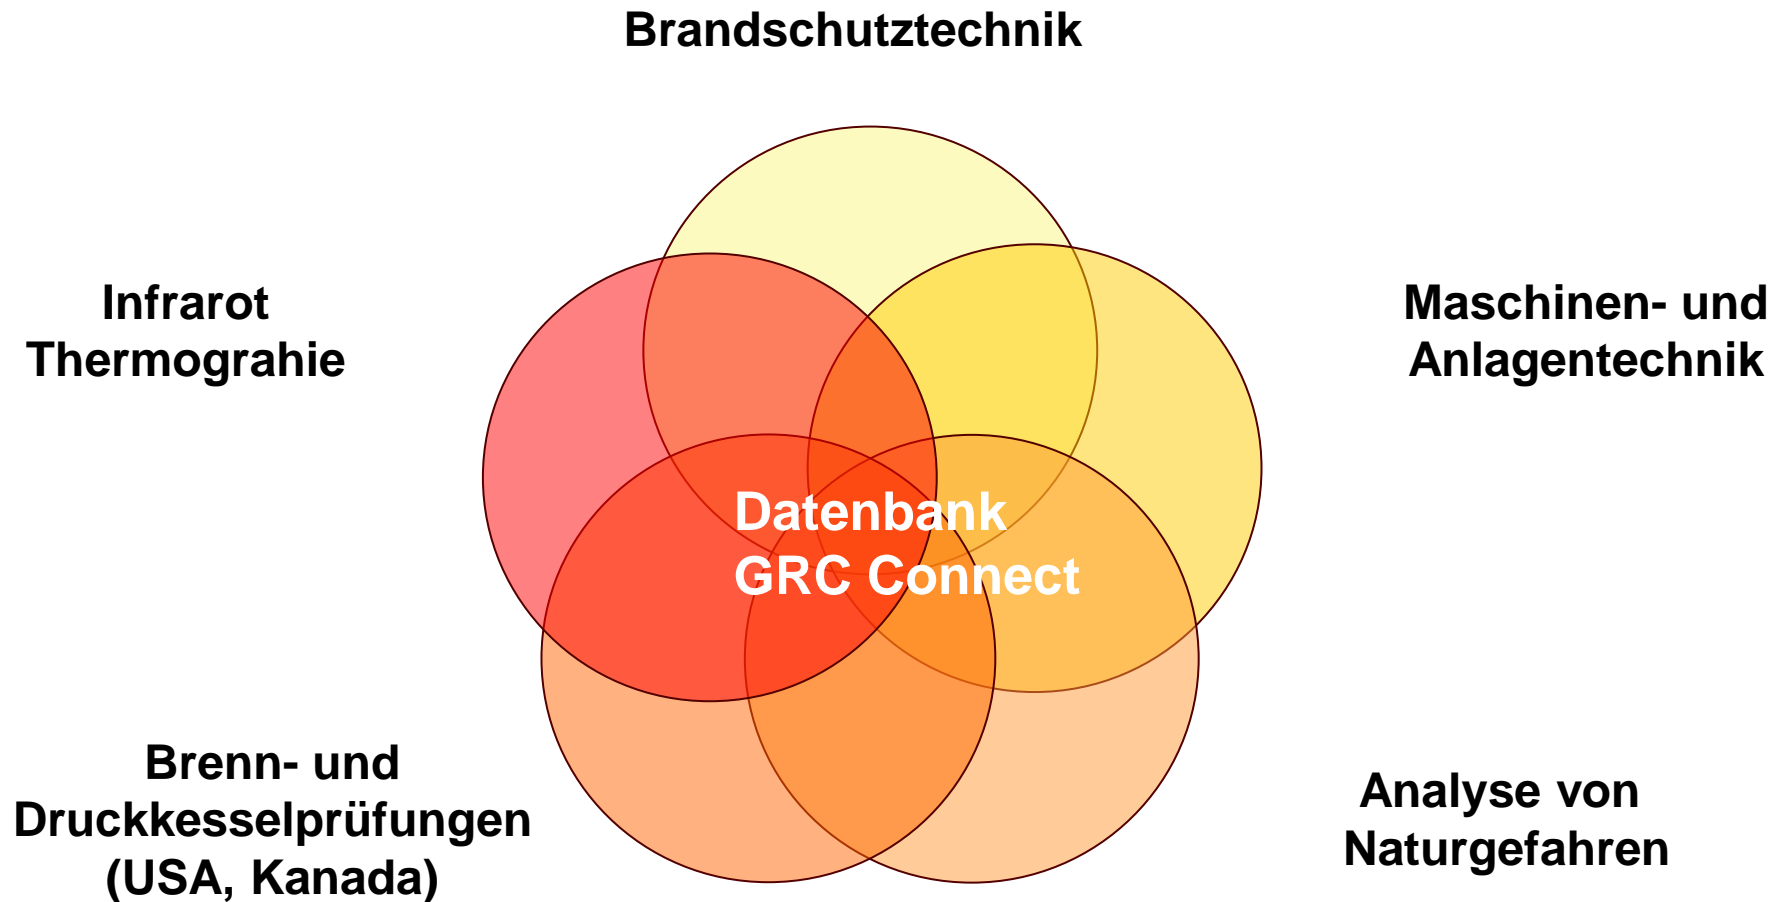 Brandschutztechnik
Infrarot
Thermograhie
Maschinen- und
Anlagentechnik
Datenbank
GRC Connect
Brenn- und
Druckkesselprüfungen
(USA, Kanada)
Analyse von
Naturgefahren